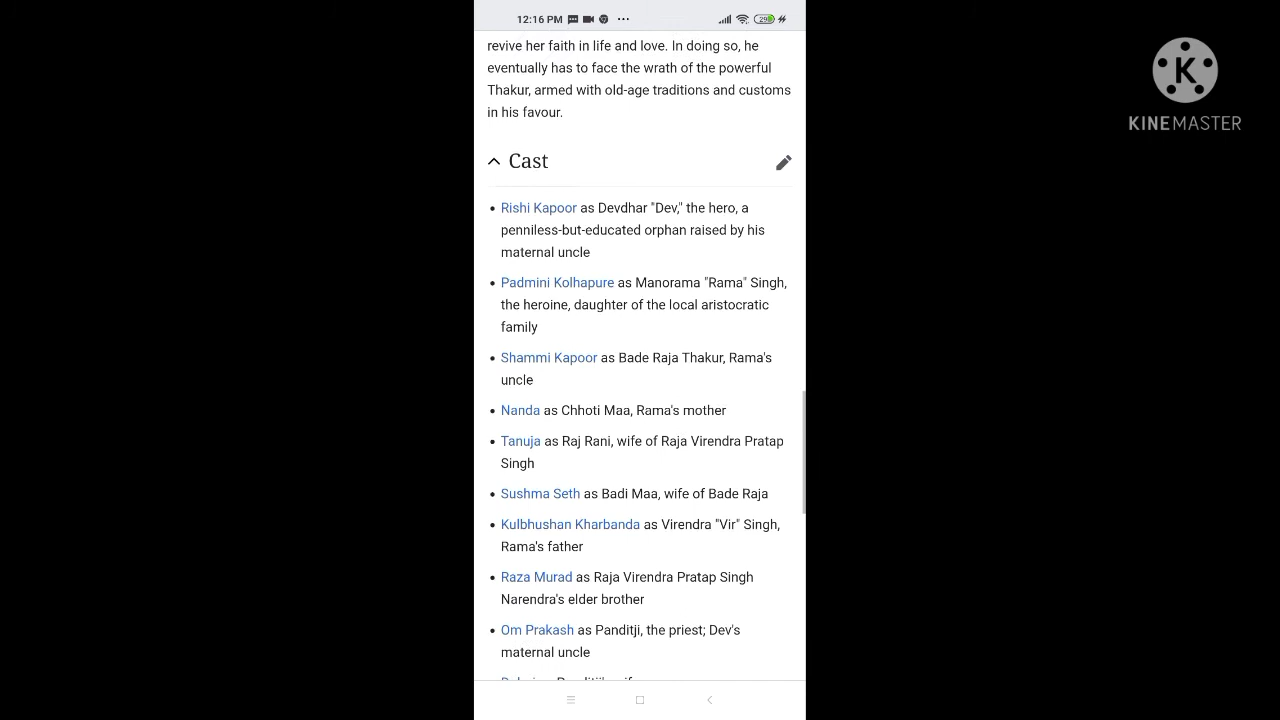 12:16 PM
29
revive her faith in life and love. In doing so, he
eventually has to face the wrath of the powerful
Thakur, armed with old-age traditions and customs
in his favour.
Cast
Rishi Kapoor as Devdhar "Dev," the hero, a
penniless-but-educated orphan raised by his
maternal uncle
Padmini Kolhapure as Manorama "Rama" Singh,
the heroine, daughter of the local aristocratic
family
Shammi Kapoor as Bade Raja Thakur, Rama's
uncle
Nanda as Chhoti Maa, Rama's mother
Tanuja as Raj Rani, wife of Raja Virendra Pratap
Singh
Sushma Seth as Badi Maa, wife of Bade Raja
Kulbhushan Kharbanda as Virendra "Vir" Singh,
Rama's father
Raza Murad as Raja Virendra Pratap Singh
Narendra's elder brother
Om Prakash as Panditji, the priest; Dev's
maternal uncle
K
KINEMASTER